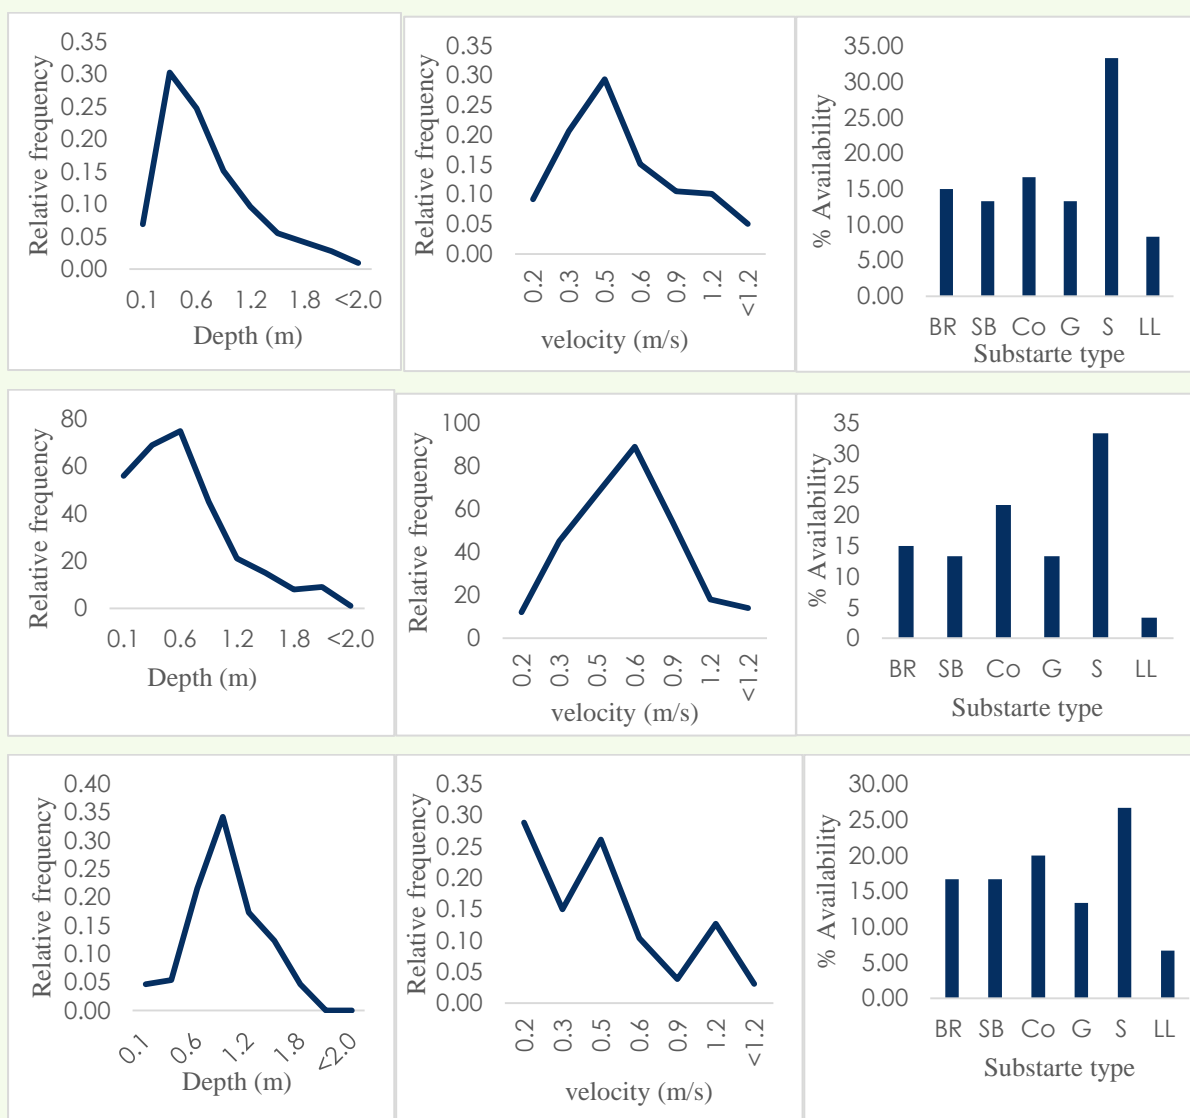 Relative frequency
0.35
0.30
0.25
0.20
0.15
0.10
0.05
0.00
0.1 0.6 1.2 1.8 <2.0
Depth (m)
Relative frequency
0.35
0.30
0.25
0.20
0.15
0.10
0.05
0.00
0.2 0.3 0.5 0.6 0.9 1.2 <1.2
velocity (m/s)
% Availability
35.00
30.00
25.00
20.00
15.00
10.00
5.00
0.00
BR SB Co G S LL
Substarte type
Relative frequency
80
60
40
20
0
0.1 0.6 1.2 1.8 <2.0
Depth (m)
Relative frequency
100
80
60
40
20
0
0.2 0.3 0.5 0.6 0.9 1.2 <1.2
velocity (m/s)
% Availability
35
30
25
20
15
10
5
0
BR SB Co G S LL
Substarte type
Relative frequency
0.40
0.35
0.30
0.25
0.20
0.15
0.10
0.05
0.00
0.1 0.6 1.2 1.8 <2.0
Depth (m)
Relative frequency
0.35
0.30
0.25
0.20
0.15
0.10
0.05
0.00
0.2 0.3 0.5 0.6 0.9 1.2 <1.2
velocity (m/s)
% Availability
30.00
25.00
20.00
15.00
10.00
5.00
0.00
BR SB Co G S LL
Substarte type